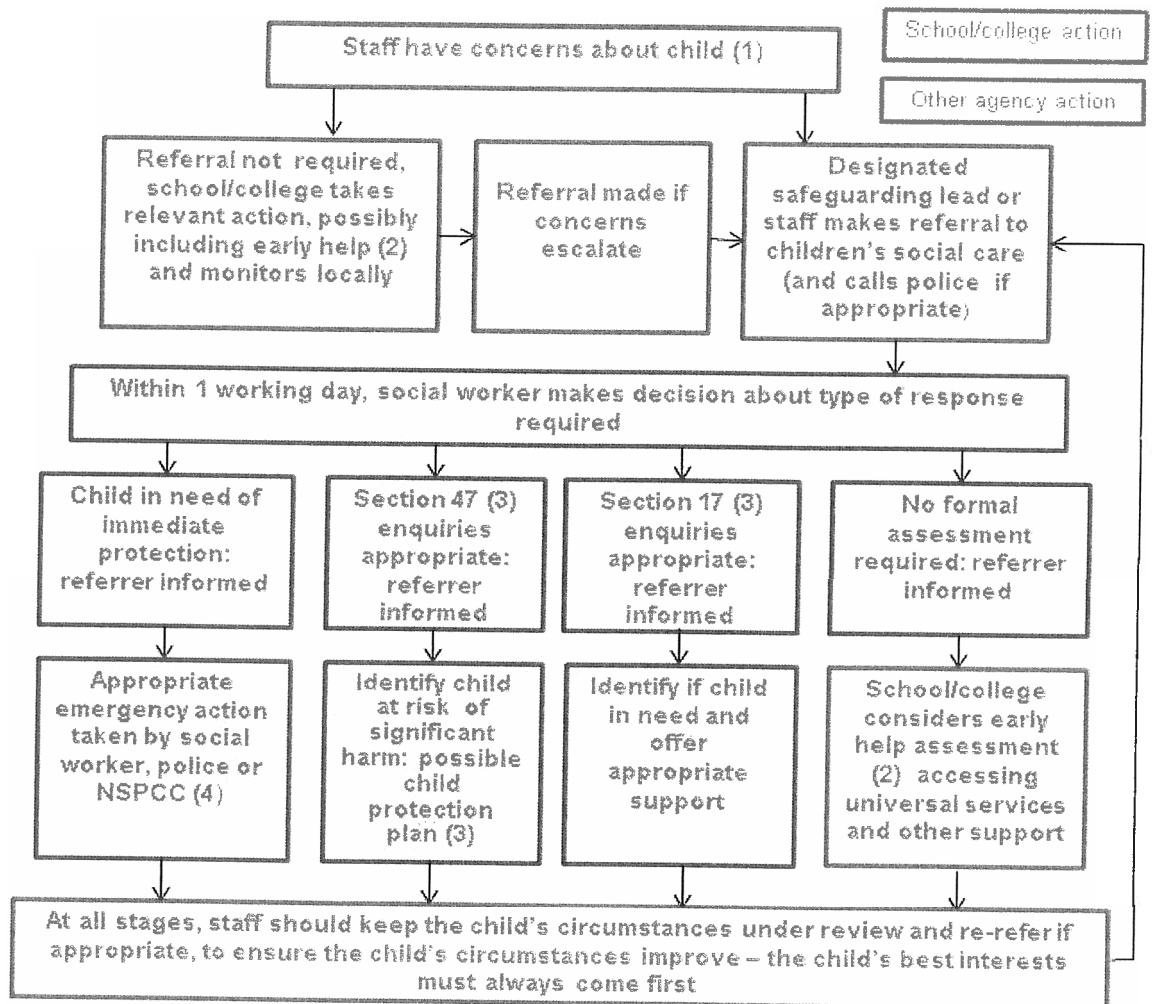 School/college action
Other agency action
Staff have concerns about child (1)
Referral not required,
school/college takes
relevant action, possibly
including early help (2)
and monitors locally
Referral made if
concerns
escalate
Designated
safeguarding lead or
staff makes referral to
children's social care
(and calls police if
appropriate)
Within 1 working day, social worker makes decision about type of response
required
Child in need of
immediate
protection:
referrer informed
Section 47 (3)
enquiries
appropriate:
referrer
informed
Section 17 (3)
enquiries
appropriate:
referrer
informed
No formal
assessment
required: referrer
informed
Appropriate
emergency action
taken by social
worker, police or
NSPCC (4)
Identify child
at risk of
significant
harm: possible
child
protection
plan (3)
Identify if child
in need and
offer
appropriate
support
School/college
considers early
help assessment
(2) accessing
universal services
and other support
At all stages, staff should keep the child's circumstances under review and re-refer if
appropriate, to ensure the child's circumstances improve – the child's best interests
must always come first